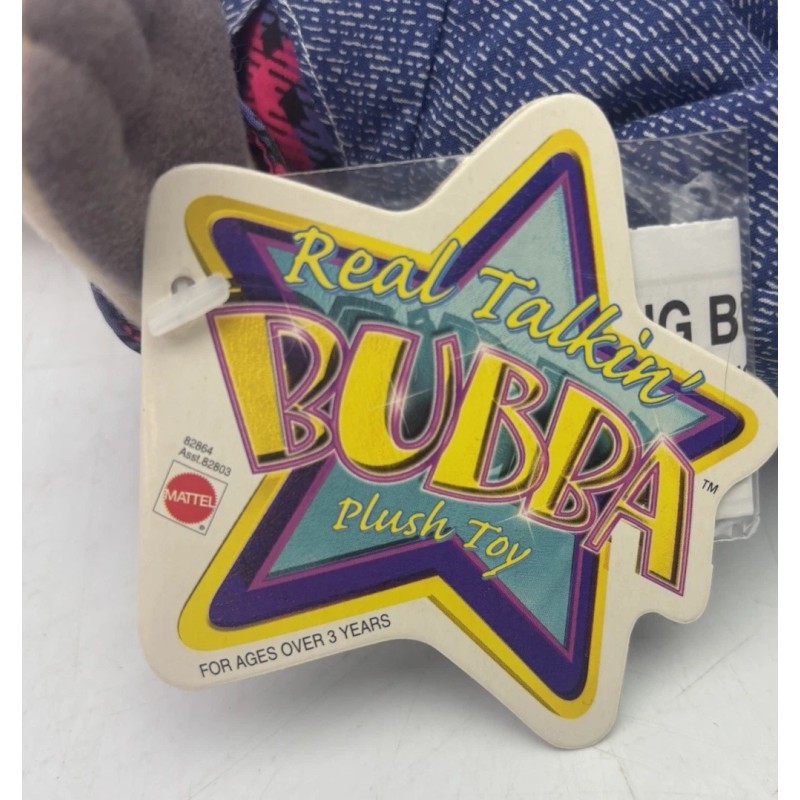 Real Talkin'
BUBBA
TM
Plush Toy
82864
Asst.82803
MATTEL
®
FOR AGES OVER 3 YEARS